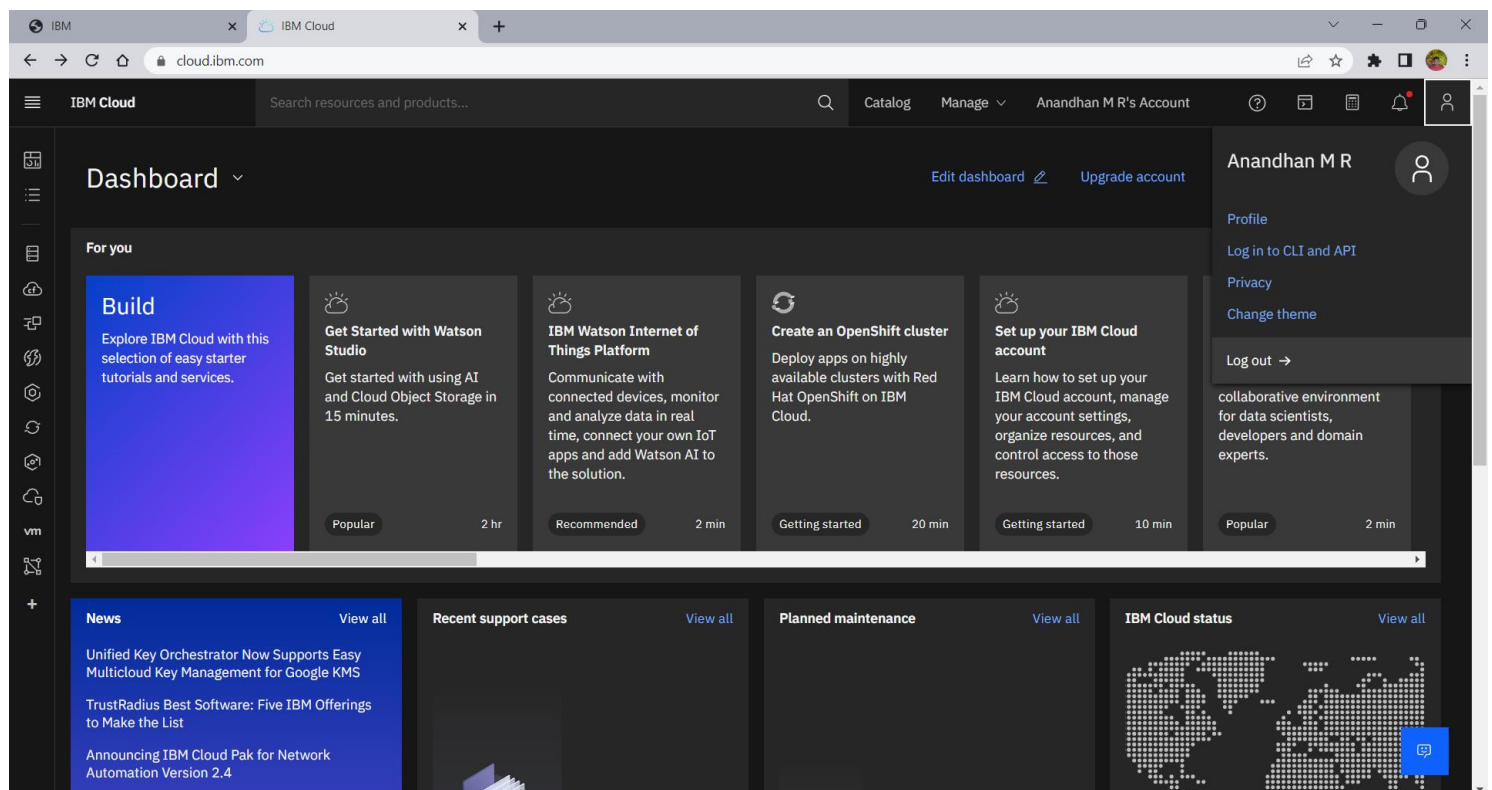 IBM
IBM Cloud
cloud.ibm.com
IBM Cloud
Search resources and products...
Catalog
Manage
Anandhan M R's Account
Dashboard
Edit dashboard
Upgrade account
Anandhan M R
Profile
Log in to CLI and API
Privacy
Change theme
Log out →
For you
Build
Explore IBM Cloud with this
selection of easy starter
tutorials and services.
Get Started with Watson
Studio
Get started with using AI
and Cloud Object Storage in
15 minutes.
Popular
2 hr
IBM Watson Internet of
Things Platform
Communicate with
connected devices, monitor
and analyze data in real
time, connect your own IoT
apps and add Watson AI to
the solution.
Recommended
2 min
Create an OpenShift cluster
Deploy apps on highly
available clusters with Red
Hat OpenShift on IBM
Cloud.
Getting started
20 min
Set up your IBM Cloud
account
Learn how to set up your
IBM Cloud account, manage
your account settings,
organize resources, and
control access to those
resources.
Getting started
10 min
collaborative environment
for data scientists,
developers and domain
experts.
Popular
2 min
cf
vm
News
View all
Unified Key Orchestrator Now Supports Easy
Multicloud Key Management for Google KMS
TrustRadius Best Software: Five IBM Offerings
to Make the List
Announcing IBM Cloud Pak for Network
Automation Version 2.4
Recent support cases
View all
Planned maintenance
View all
IBM Cloud status
View all